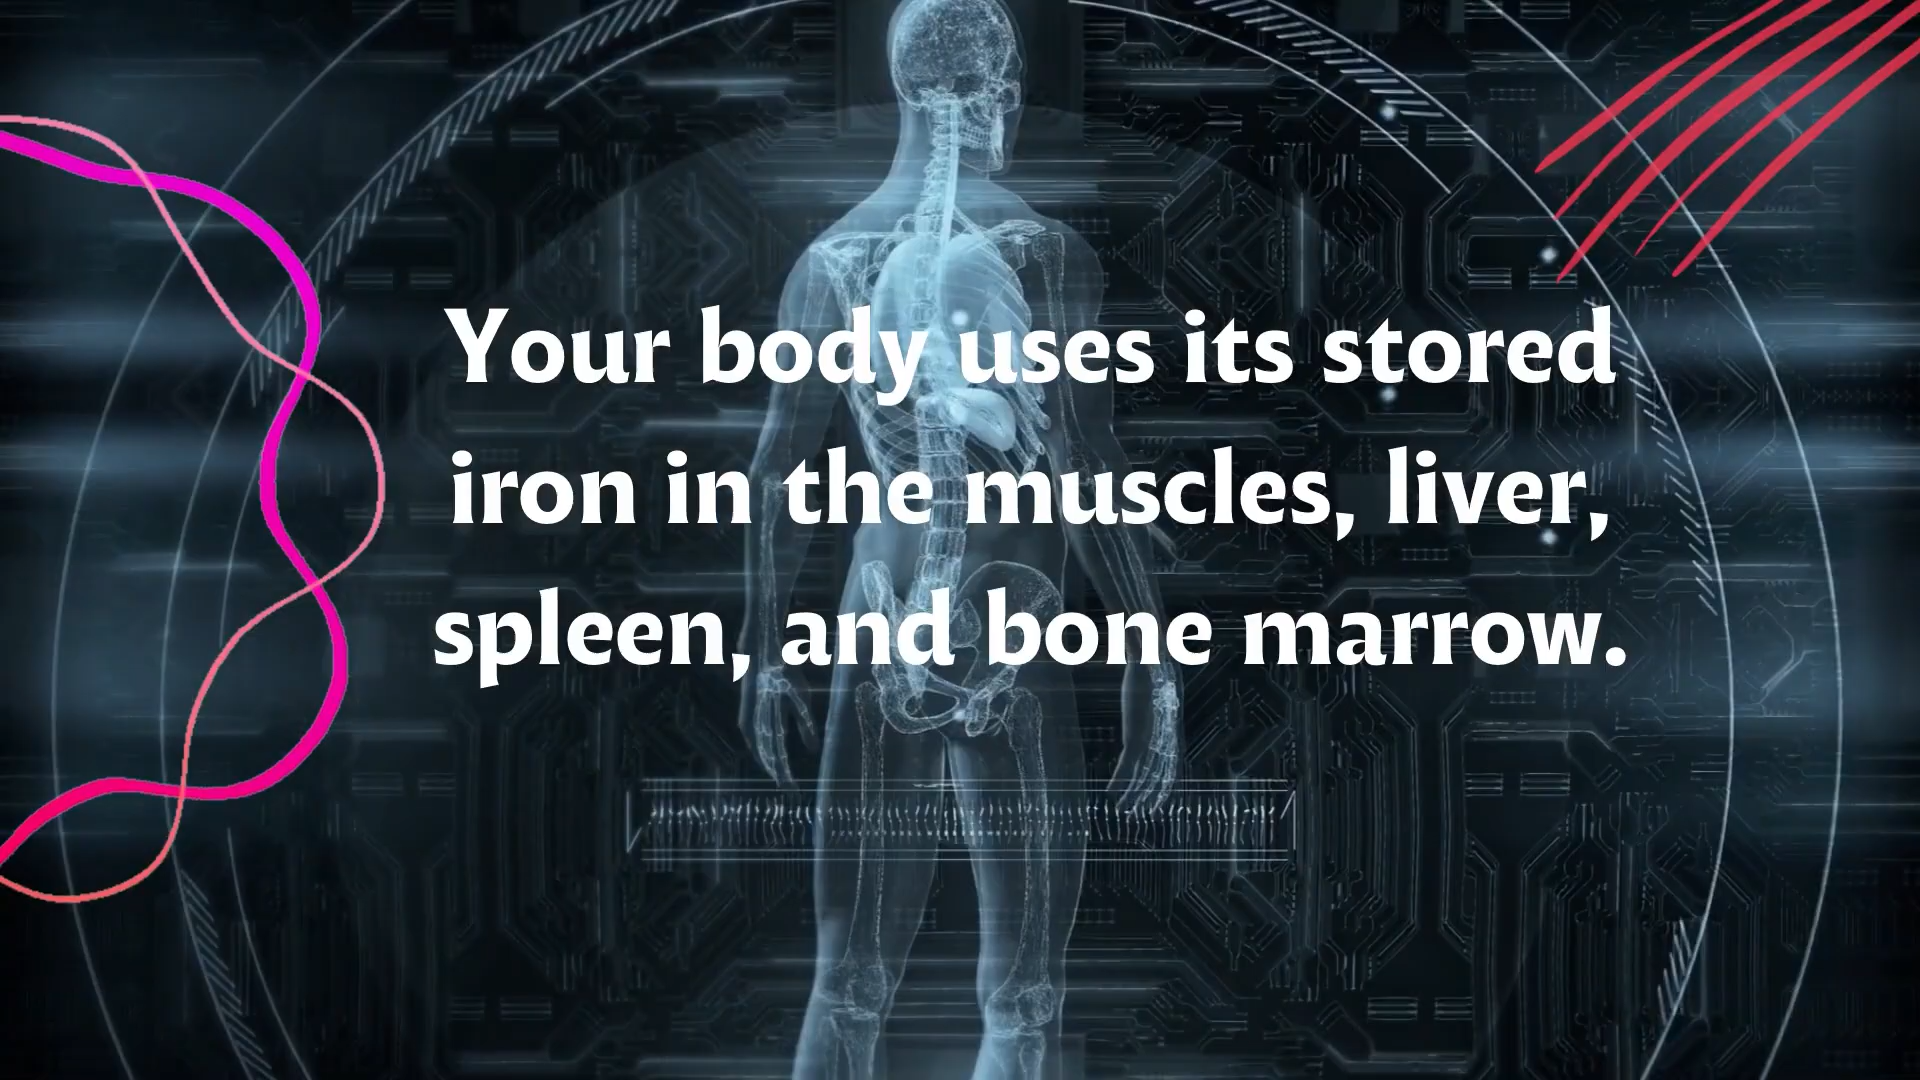 Your body uses its stored
iron in the muscles, liver,
spleen, and bone marrow.